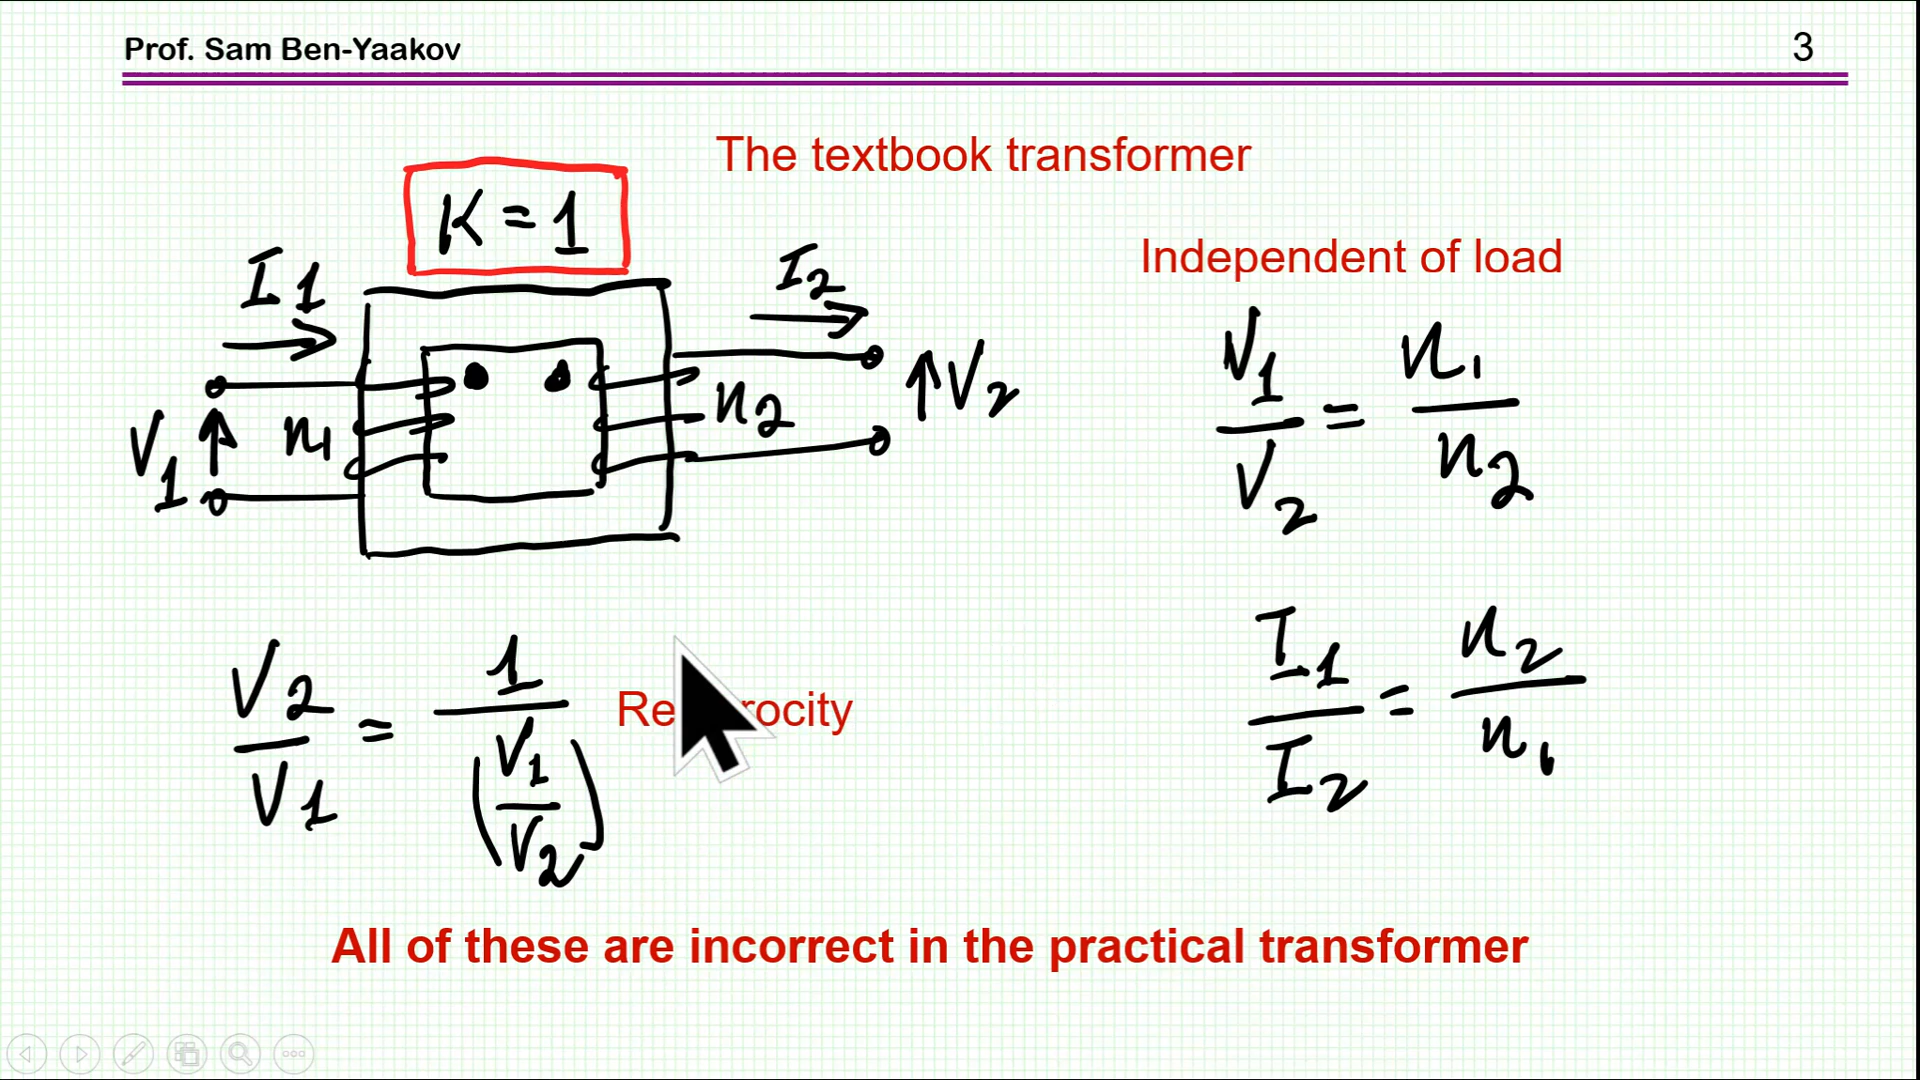 Prof. Sam Ben-Yaakov
3
The textbook transformer
K = 1
Independent of load
I1
I2
V1
n1
n2
V2
V1/V2 = n1/n2
V2/V1 = 1/(V1/V2)
I1/I2 = n2/n1
All of these are incorrect in the practical transformer